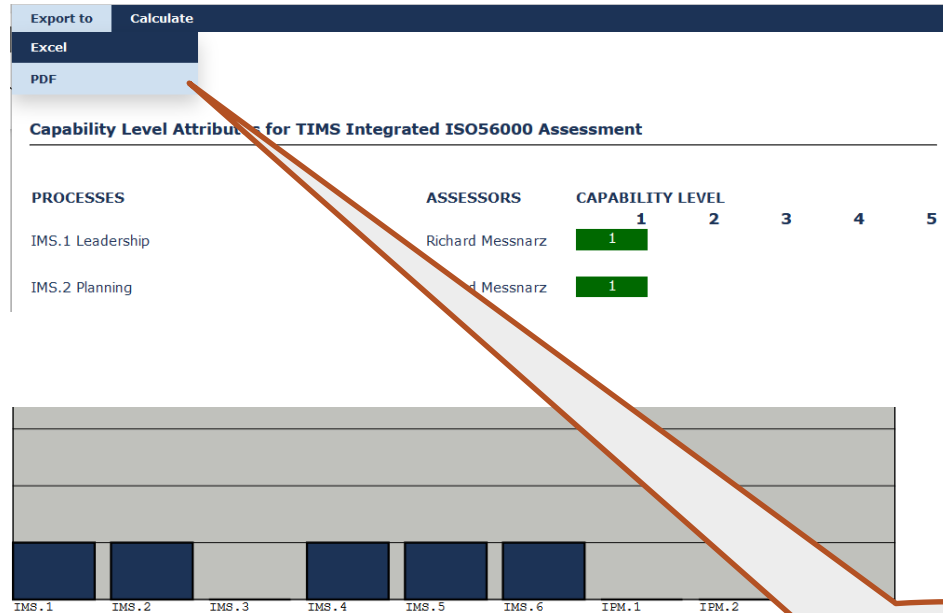 Export to Calculate
Excel
PDF
Capability Level Attributes for TIMS Integrated ISO56000 Assessment
PROCESSES ASSESSORS CAPABILITY LEVEL
1 2 3 4 5
IMS.1 Leadership Richard Messnarz 1
IMS.2 Planning Messnarz 1
IMS.1 IMS.2 IMS.3 IMS.4 IMS.5 IMS.6 IPM.1 IPM.2